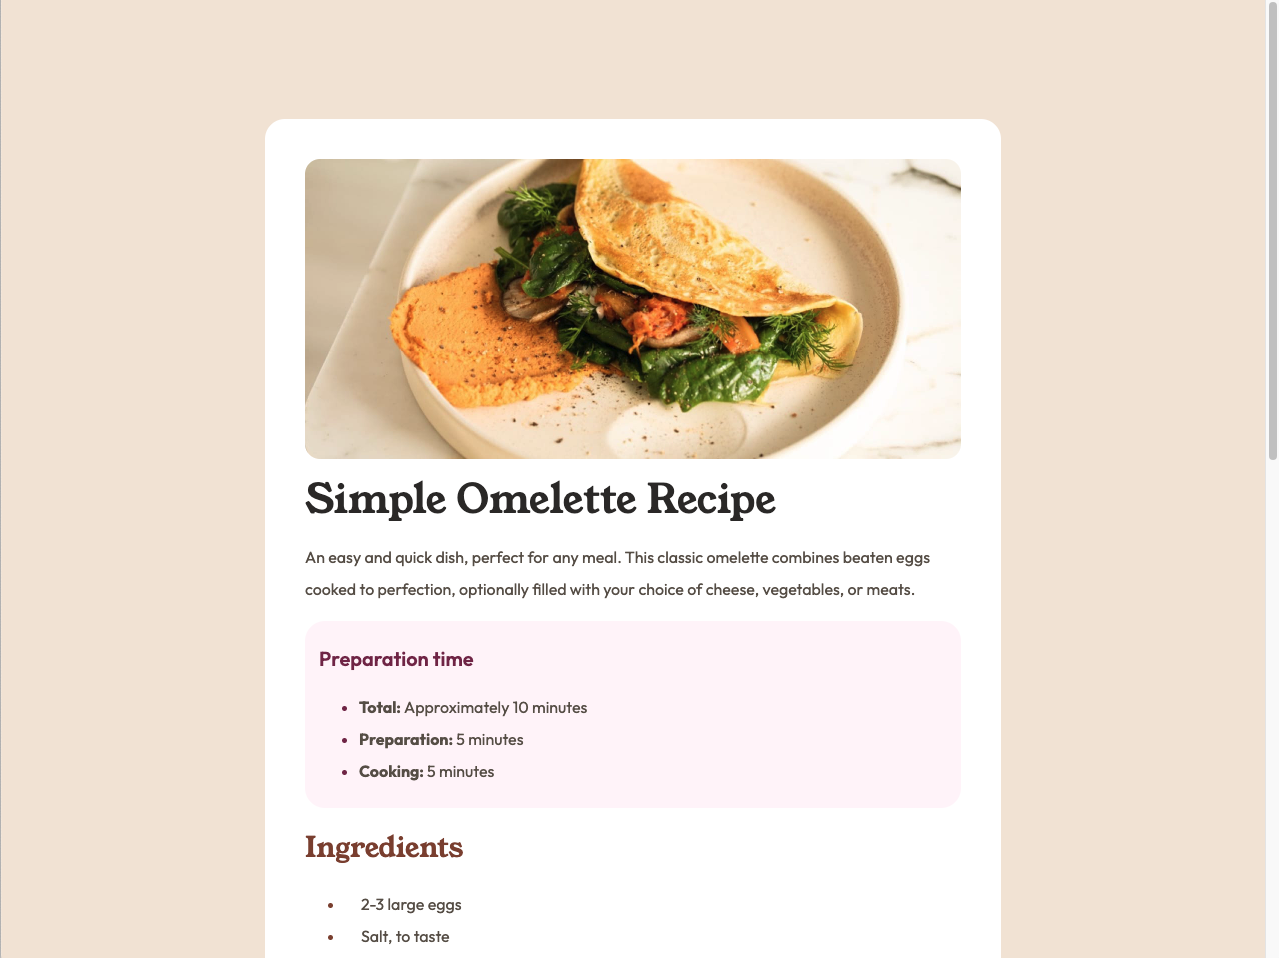 Simple Omelette Recipe
An easy and quick dish, perfect for any meal. This classic omelette combines beaten eggs
cooked to perfection, optionally filled with your choice of cheese, vegetables, or meats.
Preparation time
• Total: Approximately 10 minutes
• Preparation: 5 minutes
• Cooking: 5 minutes
Ingredients
• 2-3 large eggs
• Salt, to taste